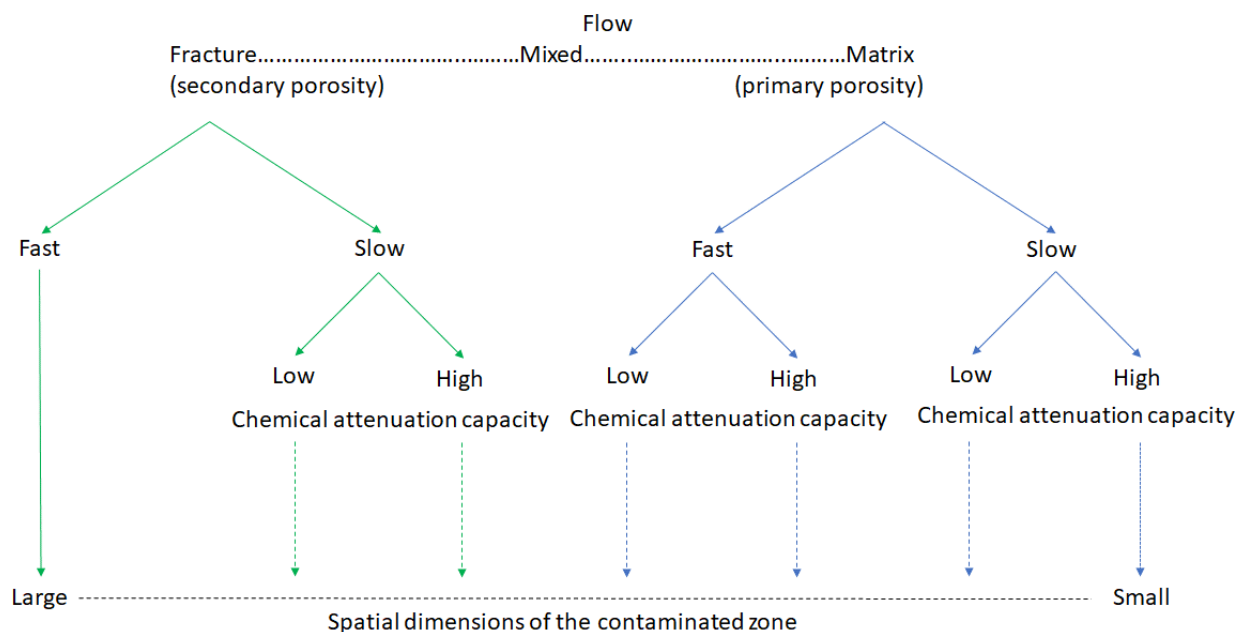 Flow
Fracture……………………………...………Mixed……..……………………………..………Matrix
(secondary porosity) (primary porosity)
Fast Slow Fast Slow
Low High Low High Low High
Chemical attenuation capacity Chemical attenuation capacity Chemical attenuation capacity
Large Small
Spatial dimensions of the contaminated zone